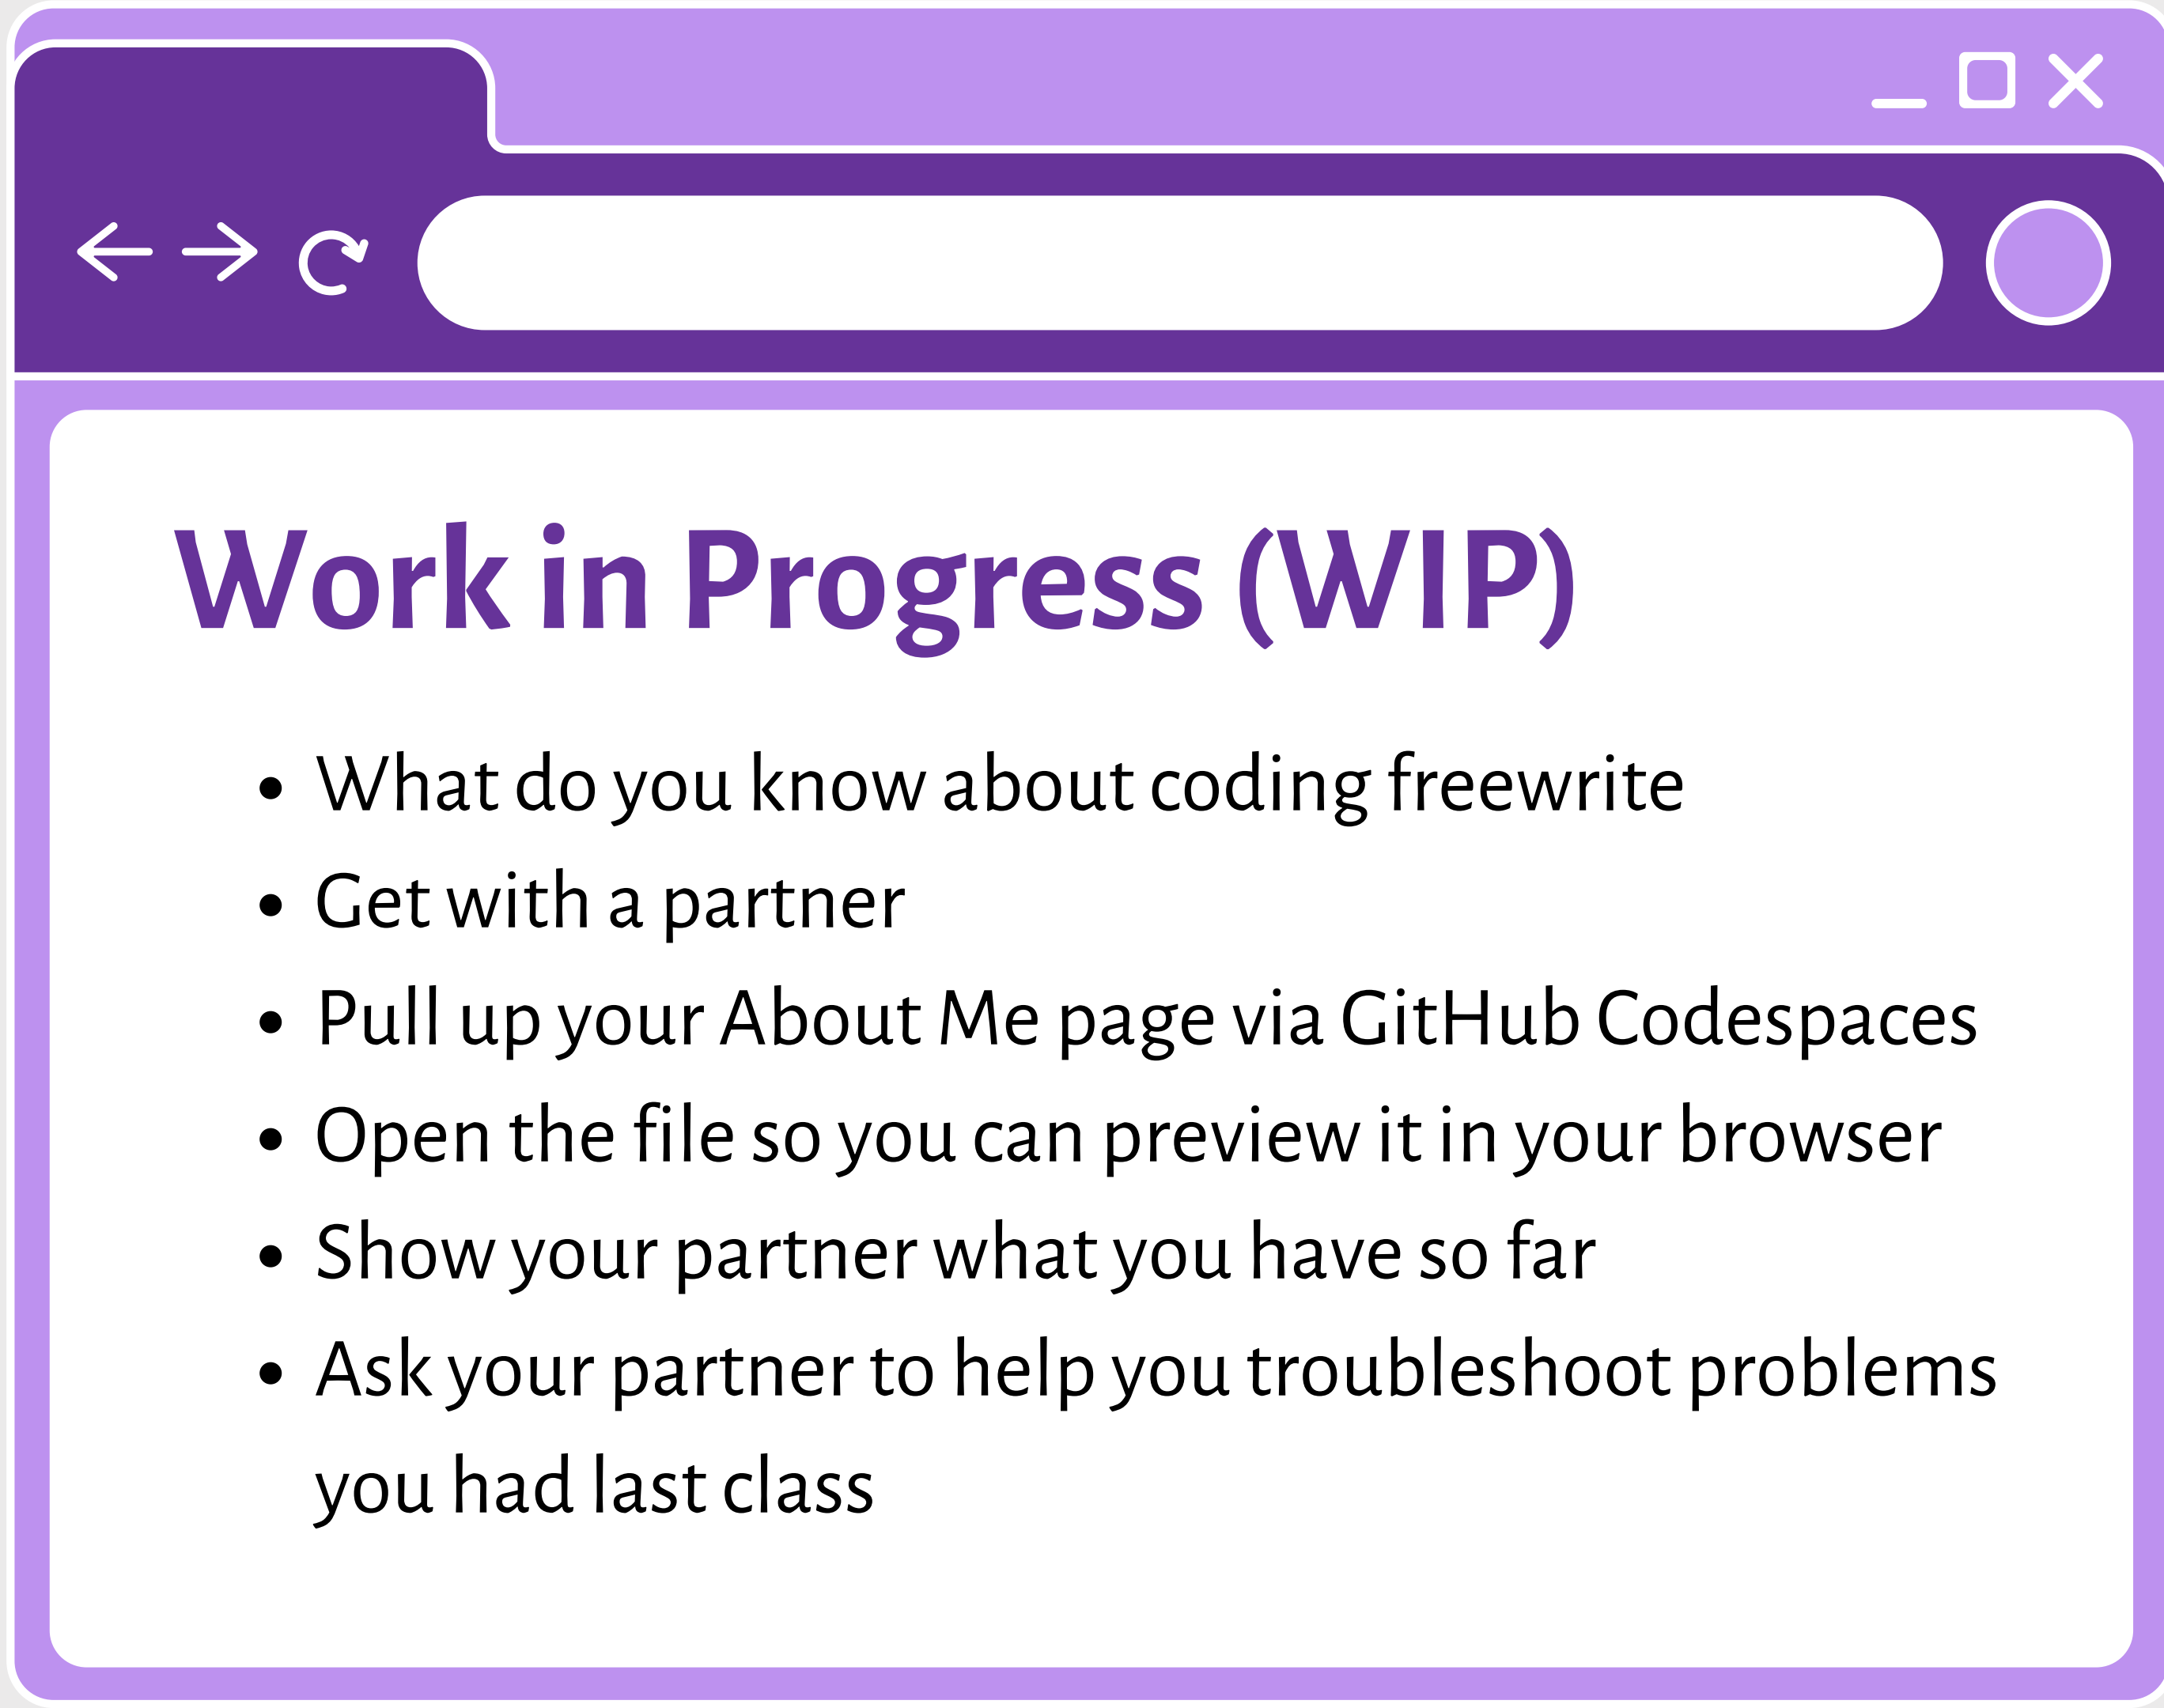 Work in Progress (WIP)
• What do you know about coding freewrite
• Get with a partner
• Pull up your About Me page via GitHub Codespaces
• Open the file so you can preview it in your browser
• Show your partner what you have so far
• Ask your partner to help you troubleshoot problems
you had last class